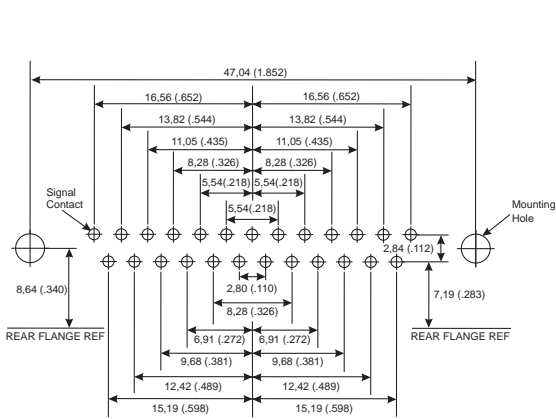 47,04 (1.852)
16,56 (.652) 16,56 (.652)
13,82 (.544) 13,82 (.544)
11,05 (.435) 11,05 (.435)
8,28 (.326) 8,28 (.326)
5,54(.218) 5,54(.218)
5,54(.218)
Signal
Contact
Mounting
Hole
2,84 (.112)
8,64 (.340)
2,80 (.110)
7,19 (.283)
8,28 (.326)
REAR FLANGE REF
REAR FLANGE REF
6,91 (.272) 6,91 (.272)
9,68 (.381) 9,68 (.381)
12,42 (.489) 12,42 (.489)
15,19 (.598) 15,19 (.598)